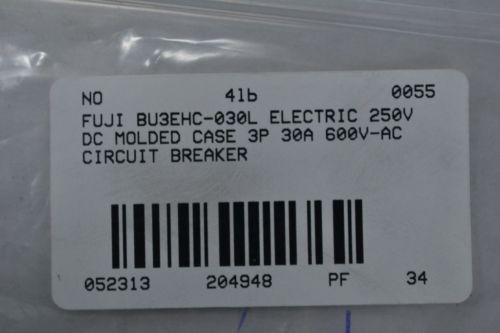 NO 41b 0055
FUJI BU3EHC-030L ELECTRIC 250V
DC MOLDED CASE 3P 30A 600V-AC
CIRCUIT BREAKER
052313 204948 PF 34